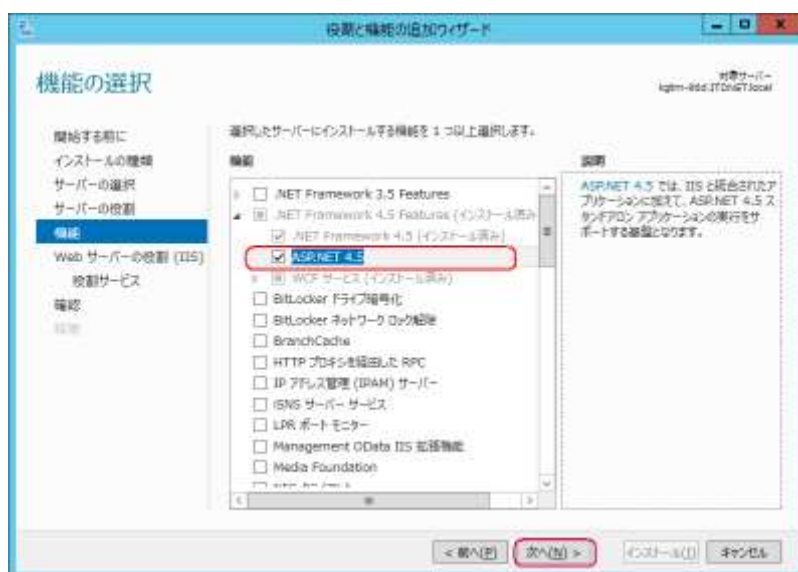 役割と機能の追加ウィザード
機能の選択
対象サーバー
開始する前に
インストールの種類
サーバーの選択
サーバーの役割
機能
Web サーバーの役割 (IIS)
役割サービス
確認
結果
選択したサーバーにインストールする機能を 1 つ以上選択します。
機能
.NET Framework 3.5 Features
.NET Framework 4.5 Features (インストール済み
.NET Framework 4.5 (インストール済み)
ASP.NET 4.5
WCF サービス (インストール済み)
BitLocker ドライブ暗号化
BitLocker ネットワーク ロック解除
BranchCache
HTTP プロキシを経由した RPC
IP アドレス管理 (IPAM) サーバー
iSNS サーバー サービス
LPR ポート モニター
Management OData IIS 拡張機能
Media Foundation
説明
ASP.NET 4.5 では、IIS と統合されたア
プリケーションに加えて、ASP.NET 4.5 ス
タンドアロン アプリケーションの実行をサ
ポートする基盤となります。
< 前へ(P)
次へ(N) >
インストール(I)
キャンセル